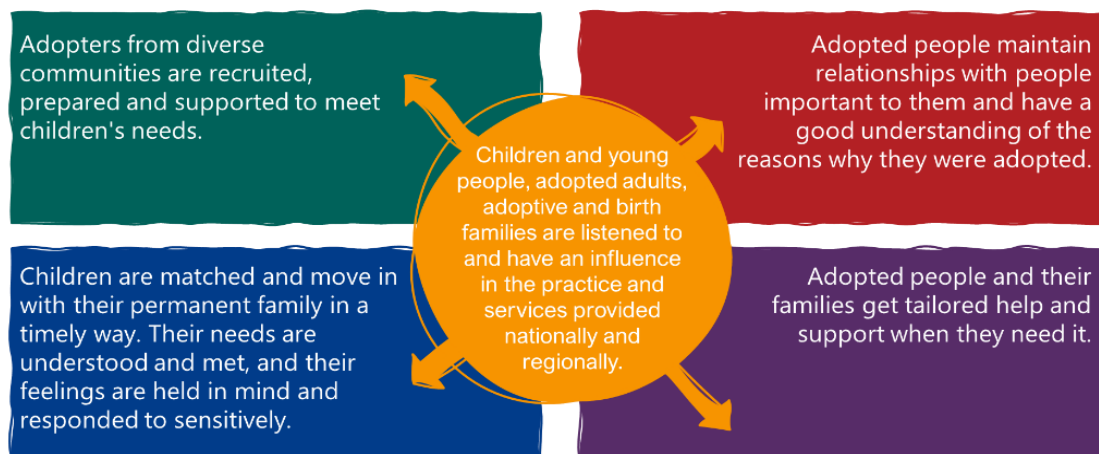 Adopters from diverse
communities are recruited,
prepared and supported to meet
children's needs.
Adopted people maintain
relationships with people
important to them and have a
good understanding of the
reasons why they were adopted.
Children and young
people, adopted adults,
adoptive and birth
families are listened to
and have an influence
in the practice and
services provided
nationally and
regionally.
Children are matched and move in
with their permanent family in a
timely way. Their needs are
understood and met, and their
feelings are held in mind and
responded to sensitively.
Adopted people and their
families get tailored help and
support when they need it.